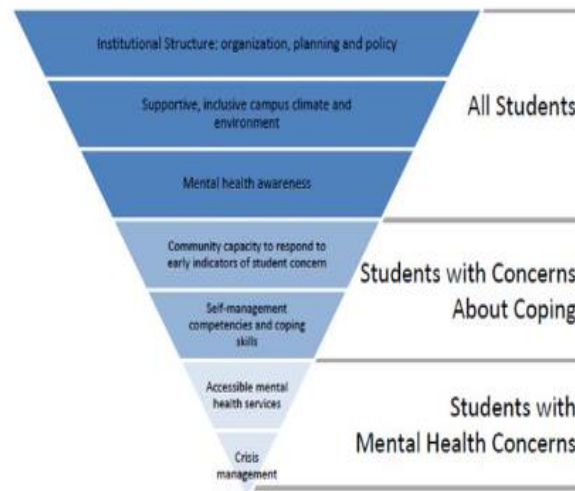 Institutional Structure: organization, planning and policy
Supportive, inclusive campus climate and
environment
Mental health awareness
All Students
Community capacity to respond to
early indicators of student concern
Self-management
competencies and coping
skills
Students with Concerns
About Coping
Accessible mental
health services
Crisis
management
Students with
Mental Health Concerns